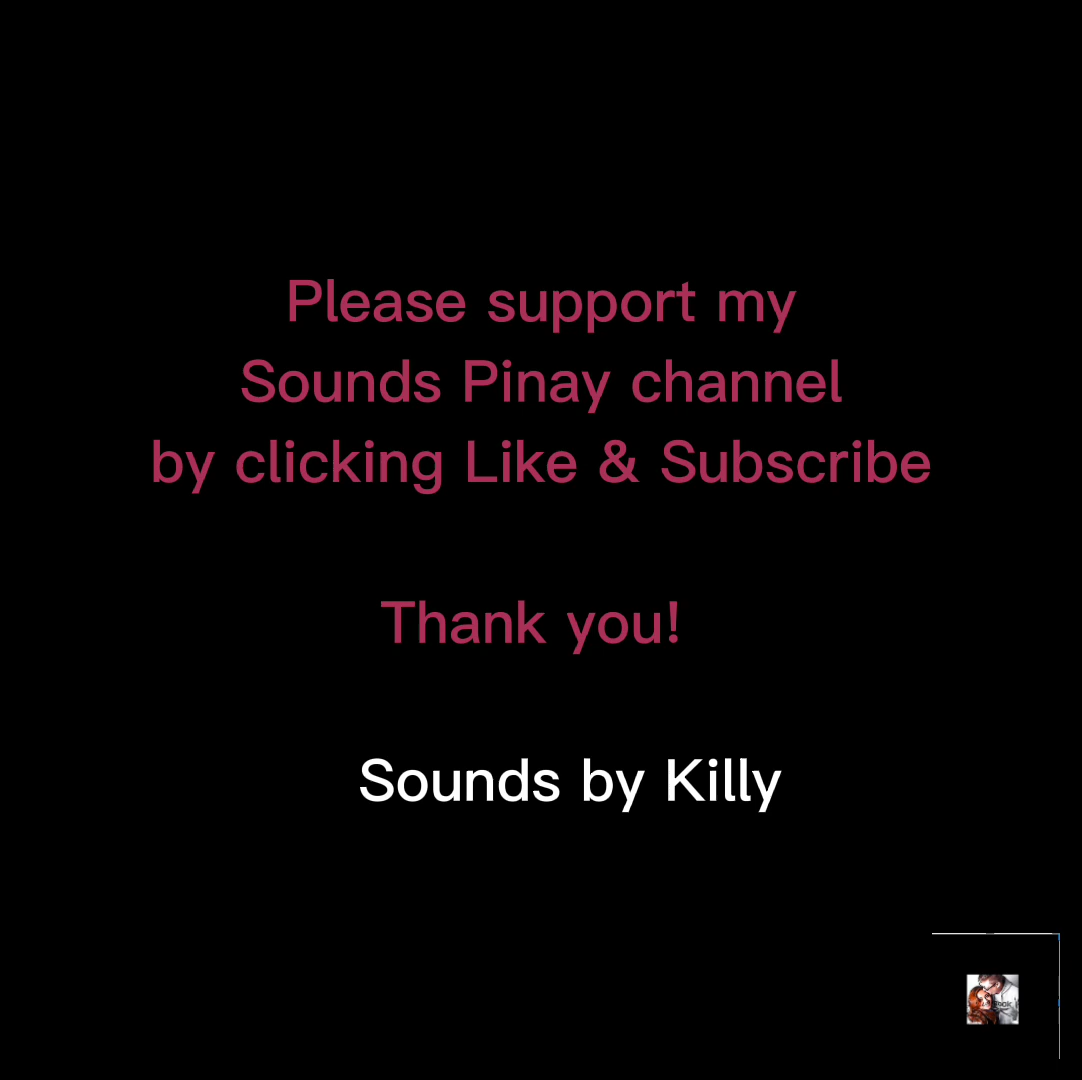 Please support my
Sounds Pinay channel
by clicking Like & Subscribe
Thank you!
Sounds by Killy